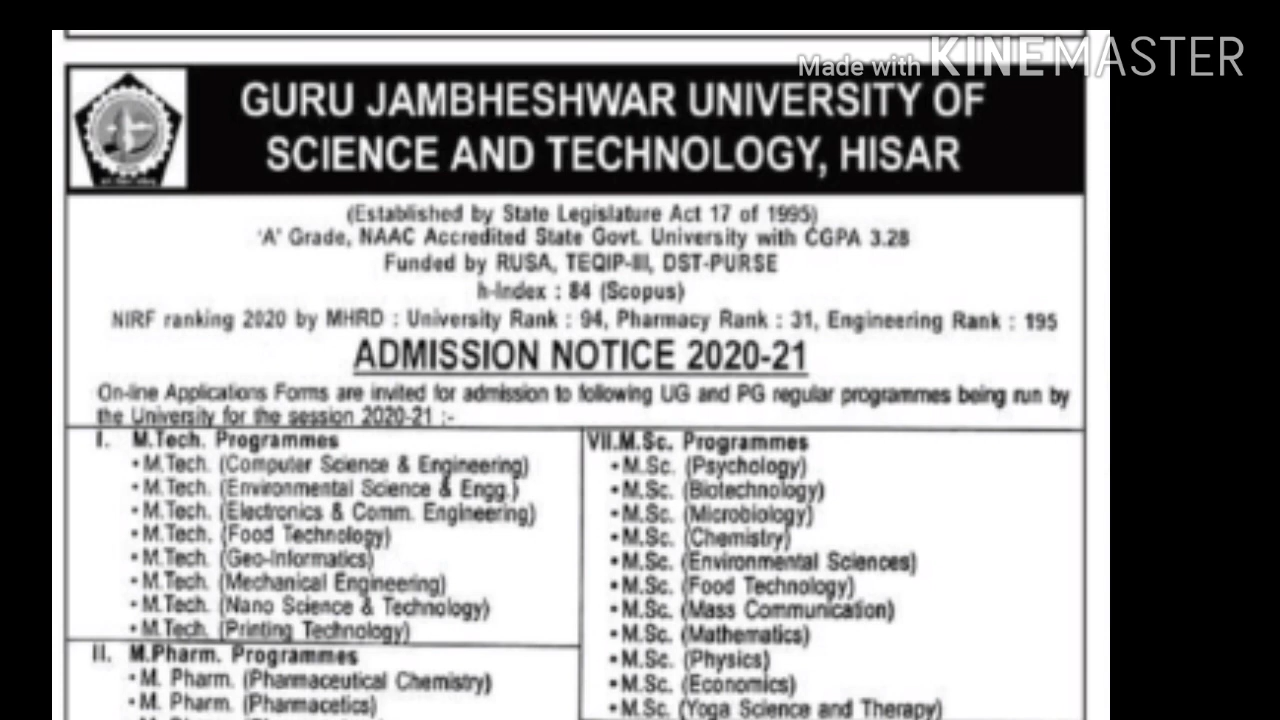 Made with KINEMASTER
GURU JAMBHESHWAR UNIVERSITY OF
SCIENCE AND TECHNOLOGY, HISAR
(Established by State Legislature Act 17 of 1995)
'A' Grade, NAAC Accredited State Govt. University with CGPA 3.28
Funded by RUSA, TEQIP-III, DST-PURSE
h-Index : 84 (Scopus)
NIRF ranking 2020 by MHRD : University Rank : 94, Pharmacy Rank : 31, Engineering Rank : 195
ADMISSION NOTICE 2020-21
On-line Applications Forms are invited for admission to following UG and PG regular programmes being run by
the University for the session 2020-21 :-
I. M.Tech. Programmes
• M.Tech. (Computer Science & Engineering)
• M.Tech. (Environmental Science & Engg.)
• M.Tech. (Electronics & Comm. Engineering)
• M.Tech. (Food Technology)
• M.Tech. (Geo-Informatics)
• M.Tech. (Mechanical Engineering)
• M.Tech. (Nano Science & Technology)
• M.Tech. (Printing Technology)
II. M.Pharm. Programmes
• M. Pharm. (Pharmaceutical Chemistry)
• M. Pharm. (Pharmacetics)
VII.M.Sc. Programmes
• M.Sc. (Psychology)
• M.Sc. (Biotechnology)
• M.Sc. (Microbiology)
• M.Sc. (Chemistry)
• M.Sc. (Environmental Sciences)
• M.Sc. (Food Technology)
• M.Sc. (Mass Communication)
• M.Sc. (Mathematics)
• M.Sc. (Physics)
• M.Sc. (Economics)
• M.Sc. (Yoga Science and Therapy)